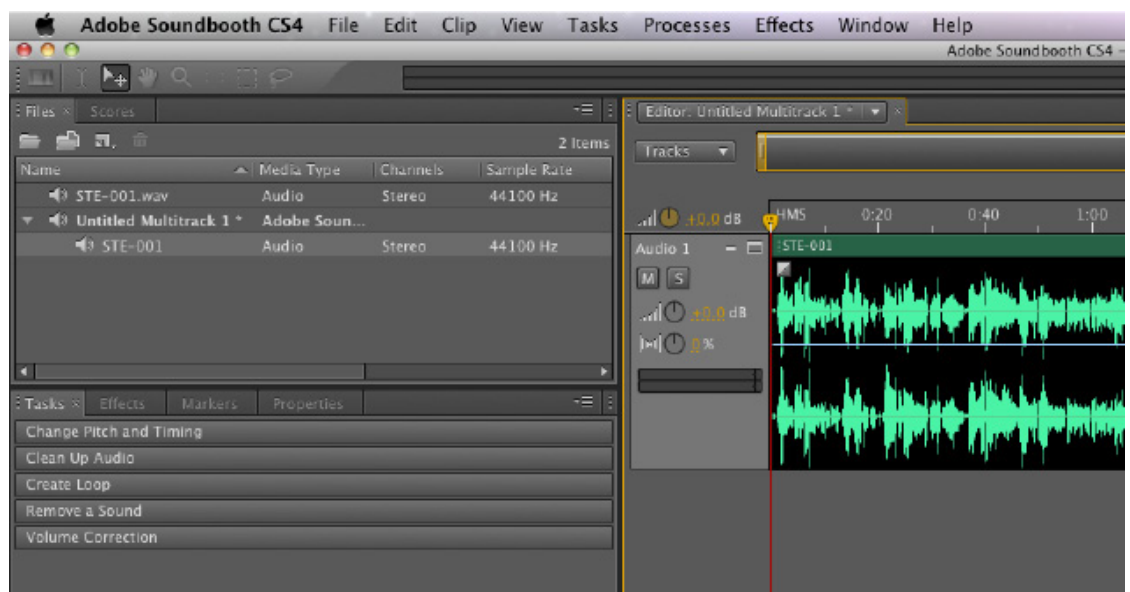 Adobe Soundbooth CS4 File Edit Clip View Tasks Processes Effects Window Help
Adobe Soundbooth CS4 –
Files × Scores
2 Items
Name Media Type Channels Sample Rate
STE-001.wav Audio Stereo 44100 Hz
Untitled Multitrack 1 * Adobe Soun...
STE-001 Audio Stereo 44100 Hz
Tasks × Effects Markers Properties
Change Pitch and Timing
Clean Up Audio
Create Loop
Remove a Sound
Volume Correction
Editor: Untitled Multitrack 1 * ×
Tracks
+0.0 dB HMS 0:20 0:40 1:00
Audio 1 STE-001
M S
+0.0 dB
0 %